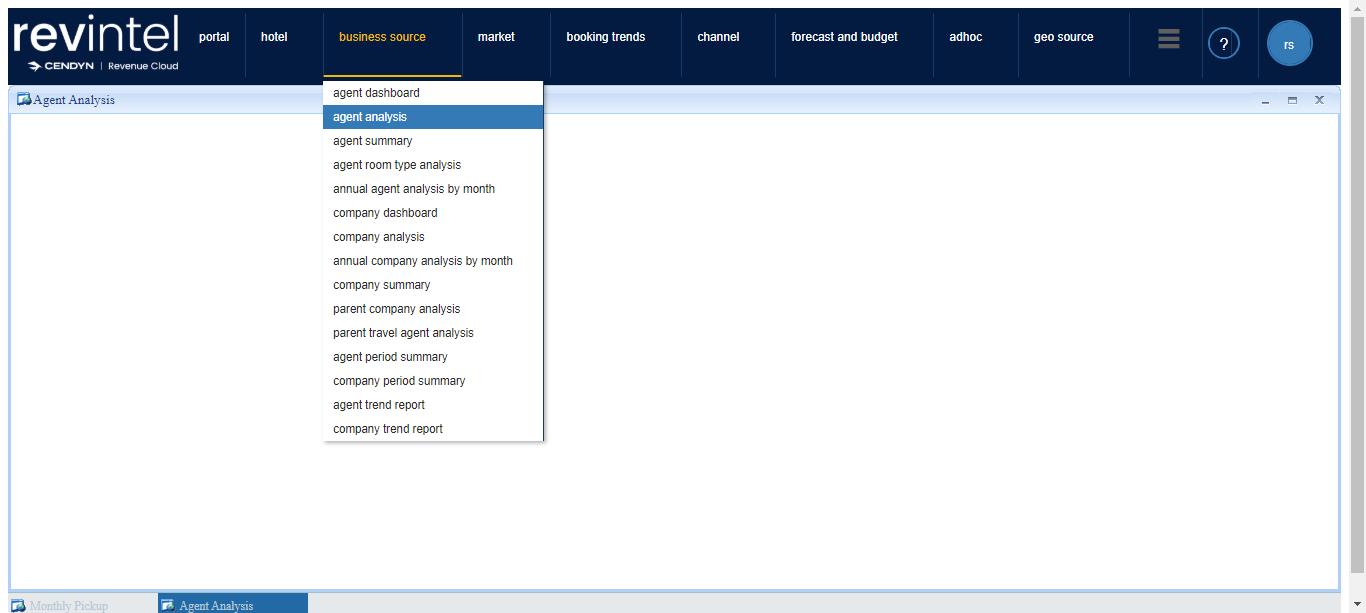 revintel
CENDYN | Revenue Cloud
portal
hotel
business source
market
booking trends
channel
forecast and budget
adhoc
geo source
?
rs
Agent Analysis
agent dashboard
agent analysis
agent summary
agent room type analysis
annual agent analysis by month
company dashboard
company analysis
annual company analysis by month
company summary
parent company analysis
parent travel agent analysis
agent period summary
company period summary
agent trend report
company trend report
Monthly Pickup
Agent Analysis